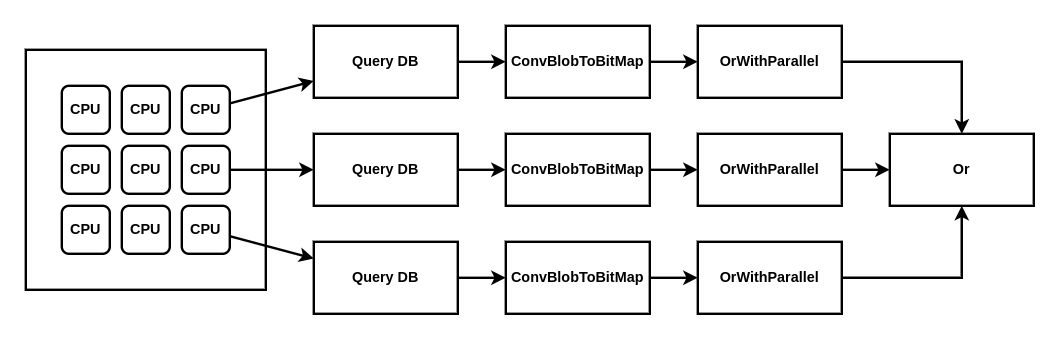 CPU CPU CPU
CPU CPU CPU
CPU CPU CPU
Query DB ConvBlobToBitMap OrWithParallel
Query DB ConvBlobToBitMap OrWithParallel Or
Query DB ConvBlobToBitMap OrWithParallel